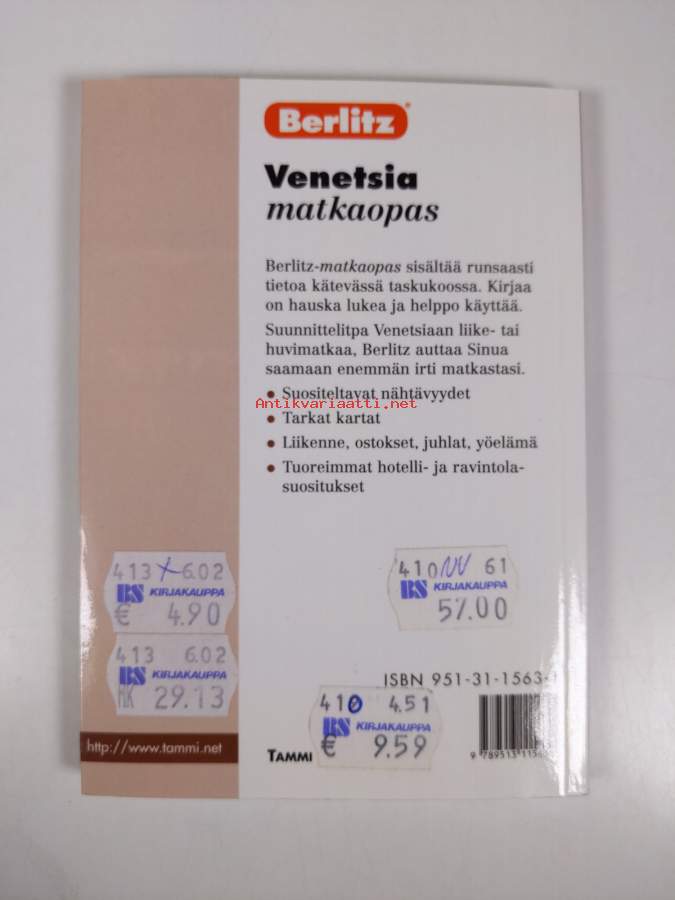 Berlitz®
Venetsia
matkaopas
Berlitz-matkaopas sisältää runsaasti
tietoa kätevässä taskukoossa. Kirjaa
on hauska lukea ja helppo käyttää.
Suunnittelitpa Venetsiaan liike- tai
huvimatkaa, Berlitz auttaa Sinua
saamaan enemmän irti matkastasi.
• Suositeltavat nähtävyydet
Antikvariaatti.net
• Tarkat kartat
• Liikenne, ostokset, juhlat, yöelämä
• Tuoreimmat hotelli- ja ravintola-
suositukset
413 6.02
BS KIRJAKAUPPA
€ 4.90
410 61
BS KIRJAKAUPPA
57.00
413 6.02
BS KIRJAKAUPPA
MK 29.13
ISBN 951-31-1563-
410 4.51
BS KIRJAKAUPPA
€ 9.59
http://www.tammi.net
TAMMI
9 789513 115